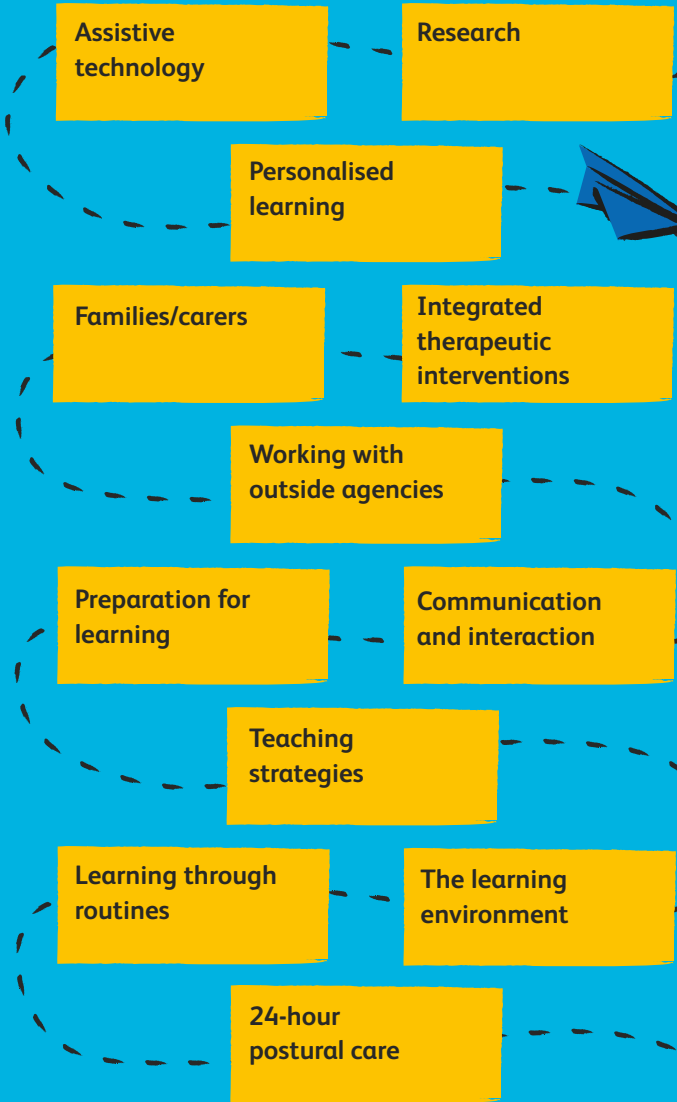 Assistive
technology
Research
Personalised
learning
Families/carers
Integrated
therapeutic
interventions
Working with
outside agencies
Preparation for
learning
Communication
and interaction
Teaching
strategies
Learning through
routines
The learning
environment
24-hour
postural care